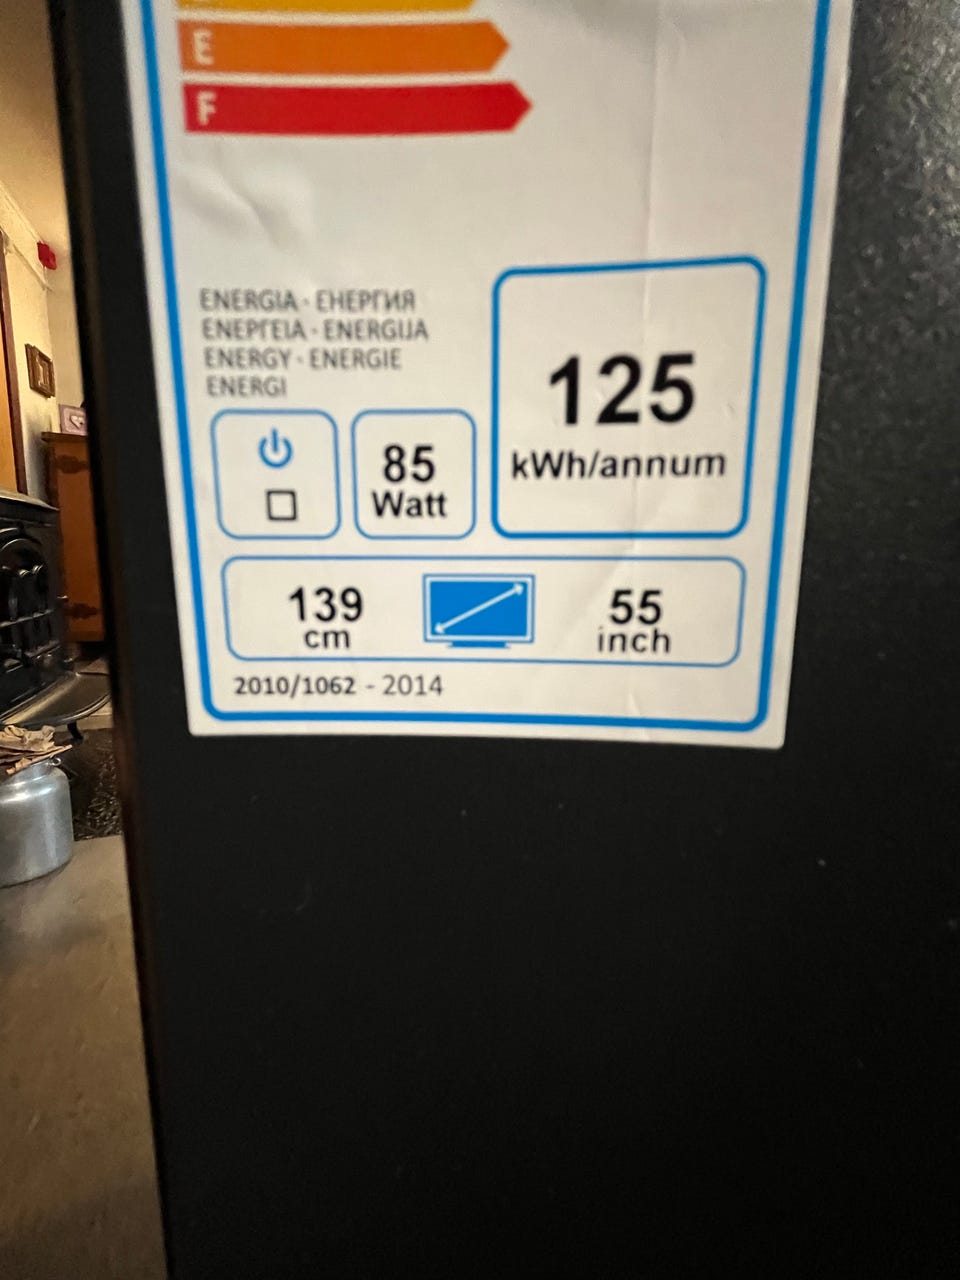 E
F
ENERGIA · ЕНЕРГИЯ
ΕΝΕΡΓΕΙΑ · ENERGIJA
ENERGY · ENERGIE
ENERGI
125
kWh/annum
85
Watt
139
cm
55
inch
2010/1062 - 2014